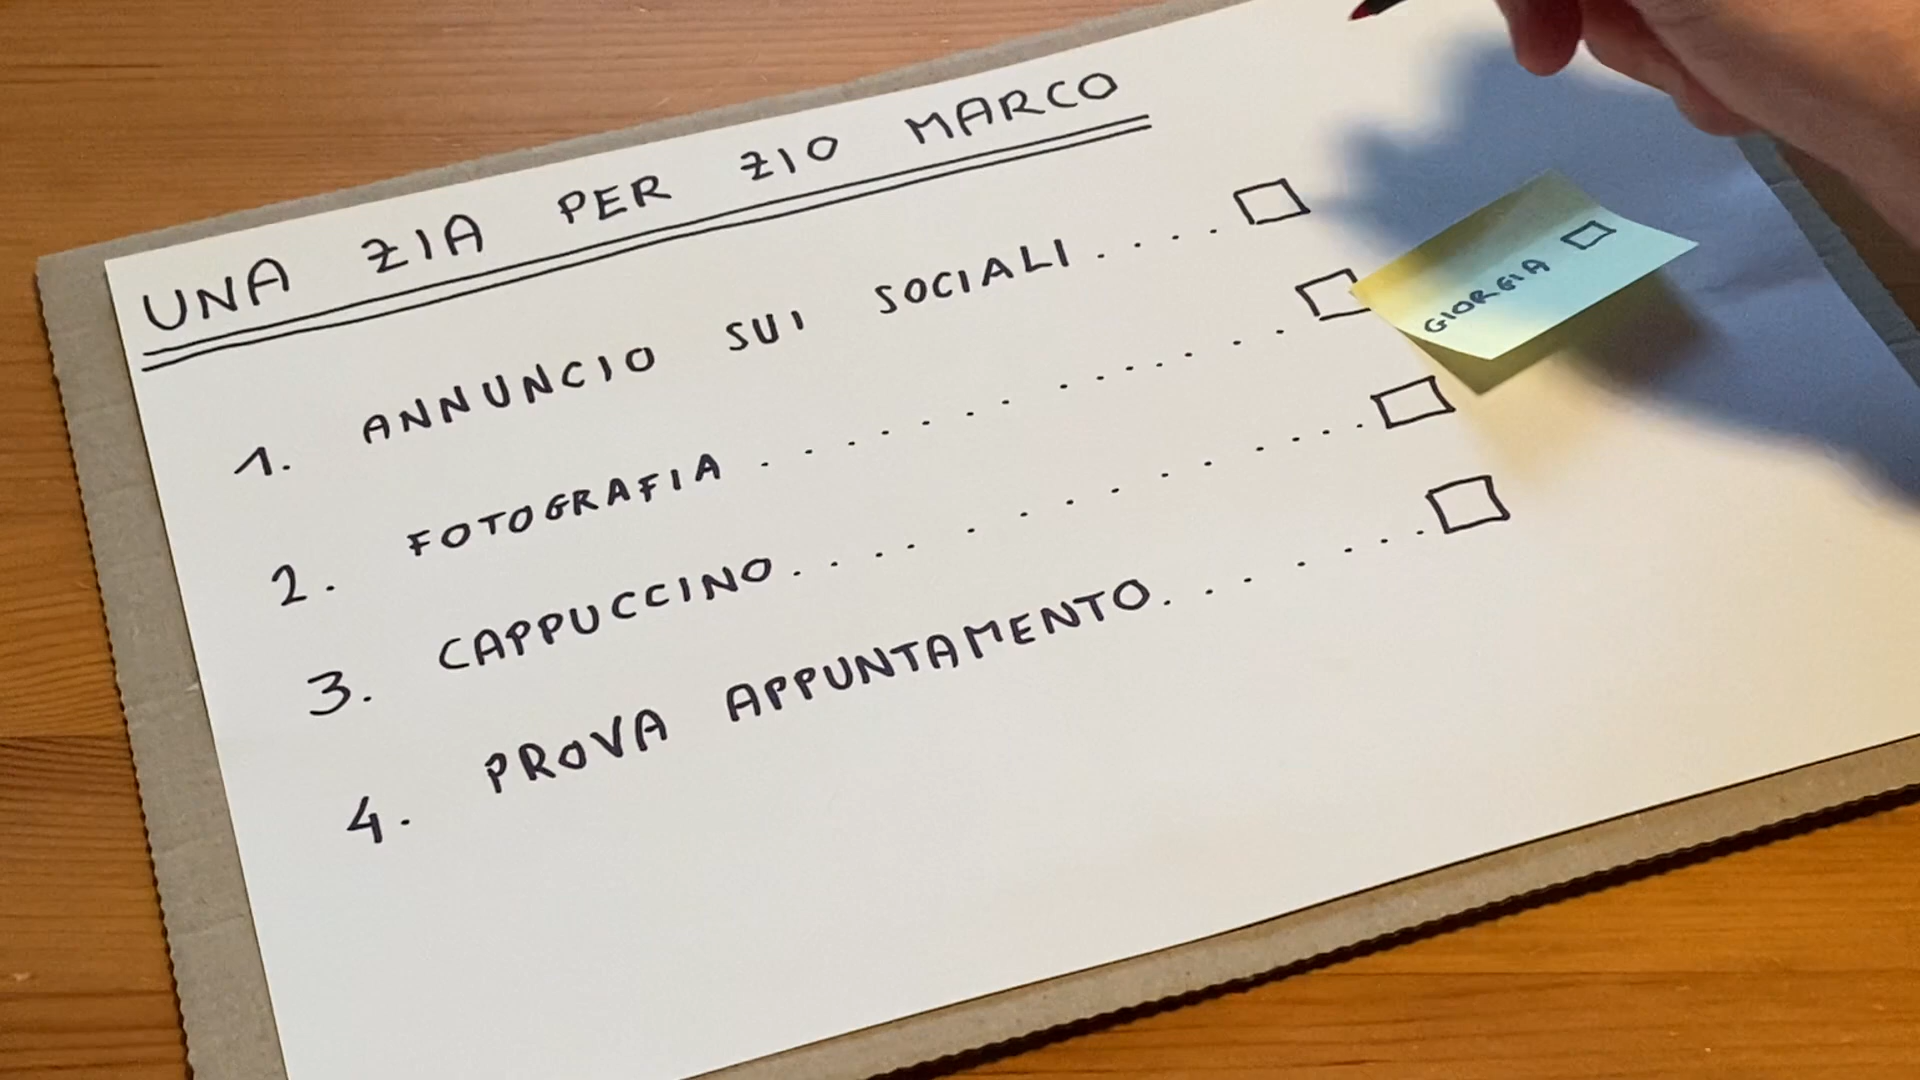 UNA ZIA PER ZIO MARCO
1. ANNUNCIO SUI SOCIALI. . . . .
2. FOTOGRAFIA . . . . . . . . . . . . . . .
GIORGIA
3. CAPPUCCINO. . . . . . . . . . . . . . .
4. PROVA APPUNTAMENTO. . . . . . .